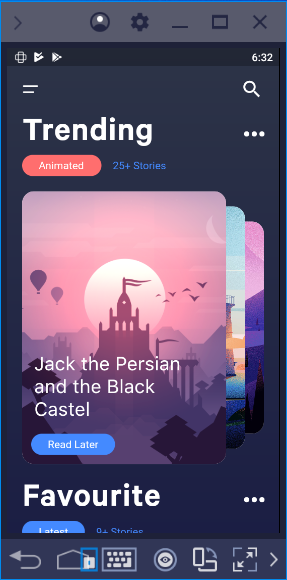 6:32
Trending
Animated
25+ Stories
Jack the Persian
and the Black
Castel
Read Later
Favourite
Latest
9+ Stories